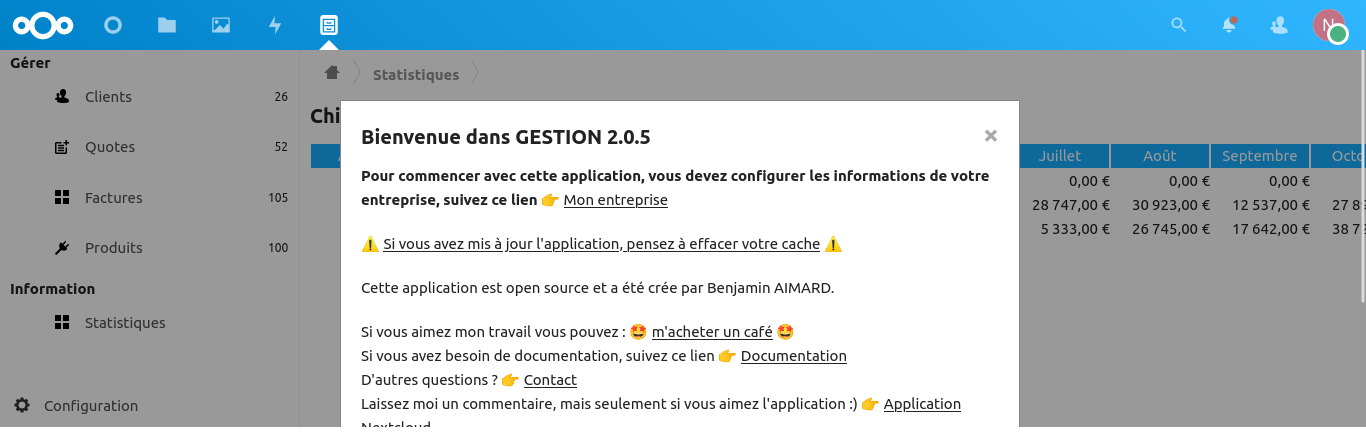 N
Gérer
Clients 26
Quotes 52
Factures 105
Produits 100
Information
Statistiques
Configuration
Statistiques
Bienvenue dans GESTION 2.0.5
Pour commencer avec cette application, vous devez configurer les informations de votre
entreprise, suivez ce lien 👉 Mon entreprise
⚠️ Si vous avez mis à jour l'application, pensez à effacer votre cache ⚠️
Cette application est open source et a été crée par Benjamin AIMARD.
Si vous aimez mon travail vous pouvez : 🤩 m'acheter un café 🤩
Si vous avez besoin de documentation, suivez ce lien 👉 Documentation
D'autres questions ? 👉 Contact
Laissez moi un commentaire, mais seulement si vous aimez l'application :) 👉 Application
Nextcloud
Juillet Août Septembre
0,00 € 0,00 € 0,00 €
28 747,00 € 30 923,00 € 12 537,00 €
5 333,00 € 26 745,00 € 17 642,00 €